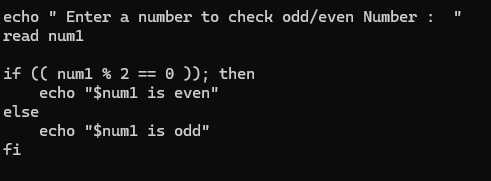 echo " Enter a number to check odd/even Number :  "
read num1

if (( num1 % 2 == 0 )); then
    echo "$num1 is even"
else
    echo "$num1 is odd"
fi